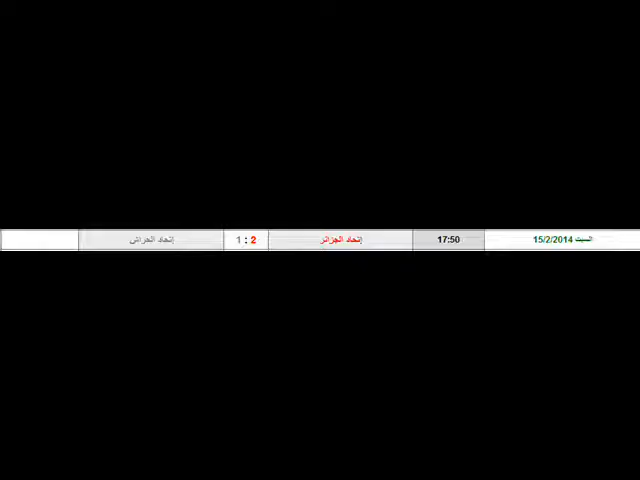 السبت 15/2/2014 17:50 إتحاد الجزائر 2 : 1 إتحاد الحراش